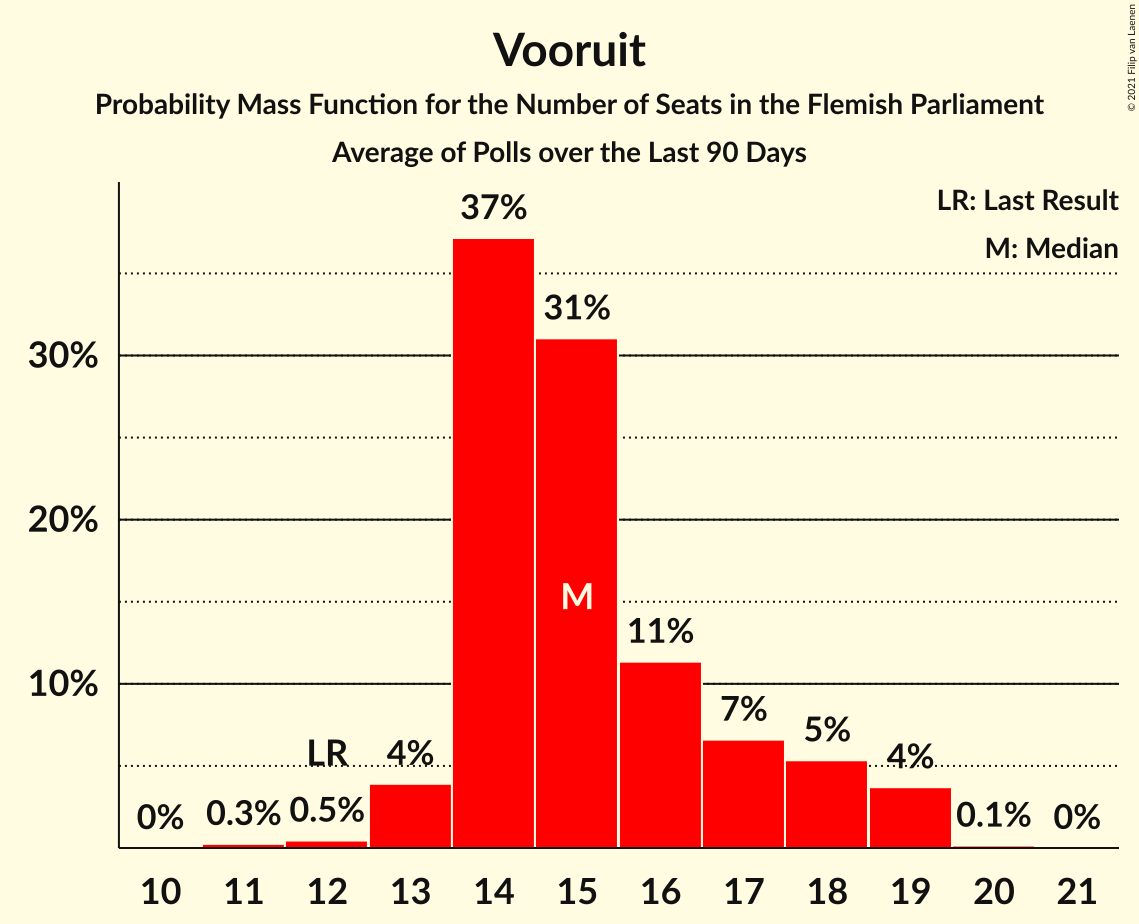 Vooruit
Probability Mass Function for the Number of Seats in the Flemish Parliament
Average of Polls over the Last 90 Days
© 2021 Filip van Laenen
LR: Last Result
M: Median
37%
31%
30%
20%
M
11%
10%
7%
5%
LR
4%
4%
0%
0.3%
0.5%
0.1%
0%
10 11 12 13 14 15 16 17 18 19 20 21